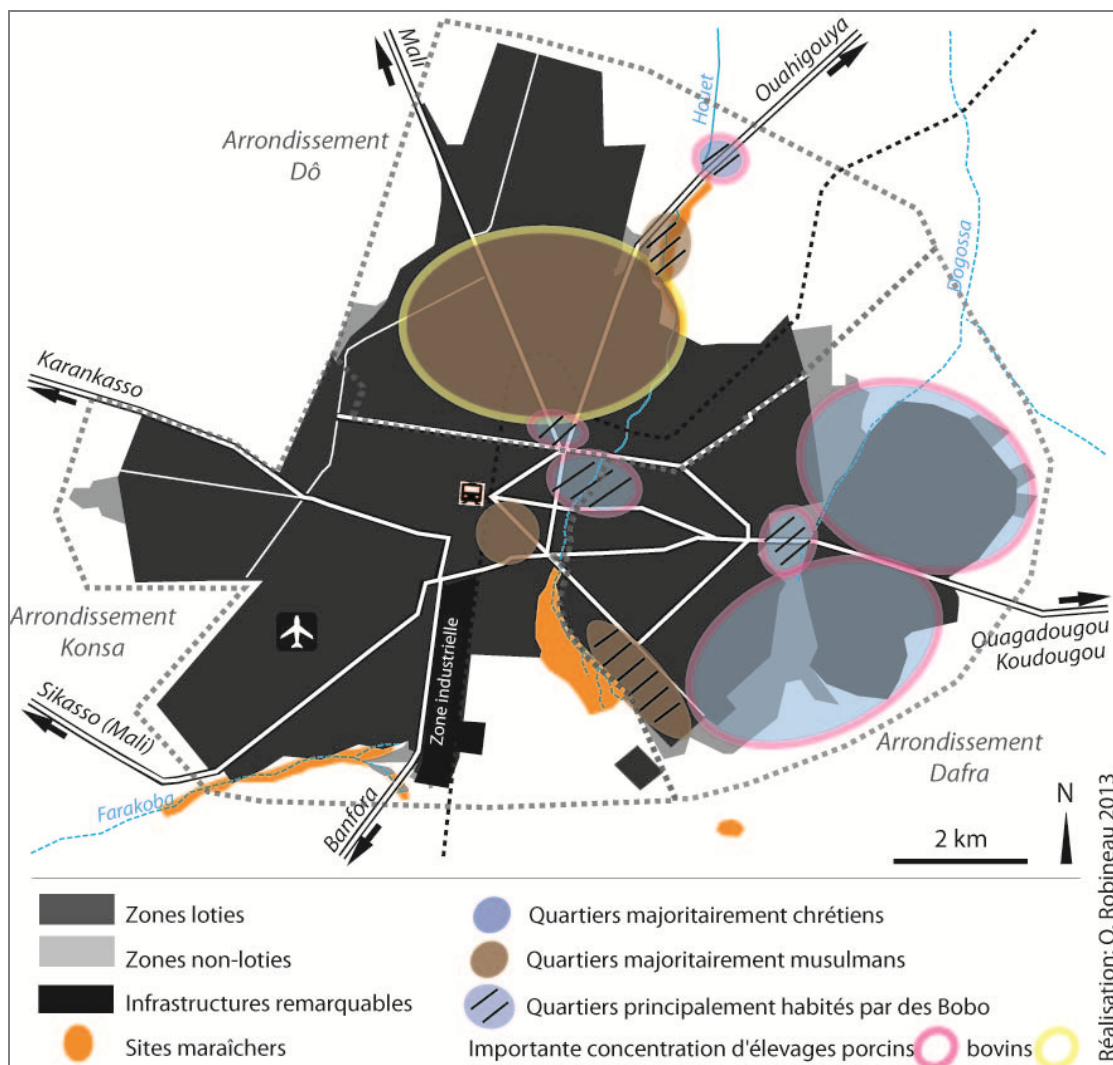 Mali
Ouahigouya
Houet
Arrondissement
Dô
Dogossa
Karankasso
Arrondissement
Konsa
Ouagadougou
Koudougou
Sikasso (Mali)
Zone industrielle
Arrondissement
Dafra
Farakoba
Banfora
N
2 km
Zones loties
Zones non-loties
Infrastructures remarquables
Sites maraîchers
Quartiers majoritairement chrétiens
Quartiers majoritairement musulmans
Quartiers principalement habités par des Bobo
Importante concentration d'élevages porcins bovins
Réalisation: O. Robineau 2013